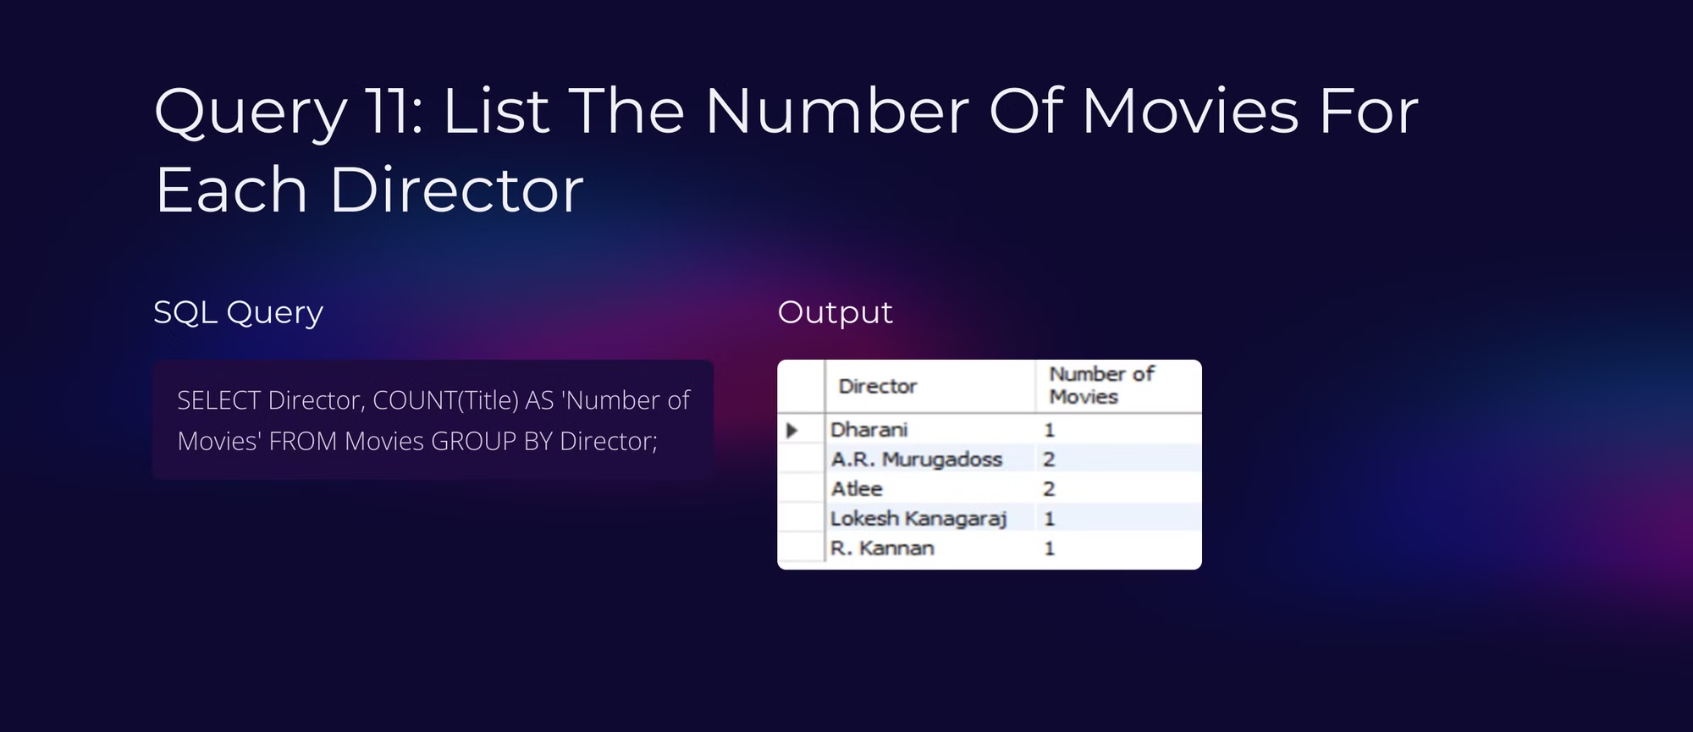 Query 11: List The Number Of Movies For
Each Director
SQL Query
SELECT Director, COUNT(Title) AS 'Number of
Movies' FROM Movies GROUP BY Director;
Output
Director Number of
Movies
Dharani 1
A.R. Murugadoss 2
Atlee 2
Lokesh Kanagaraj 1
R. Kannan 1